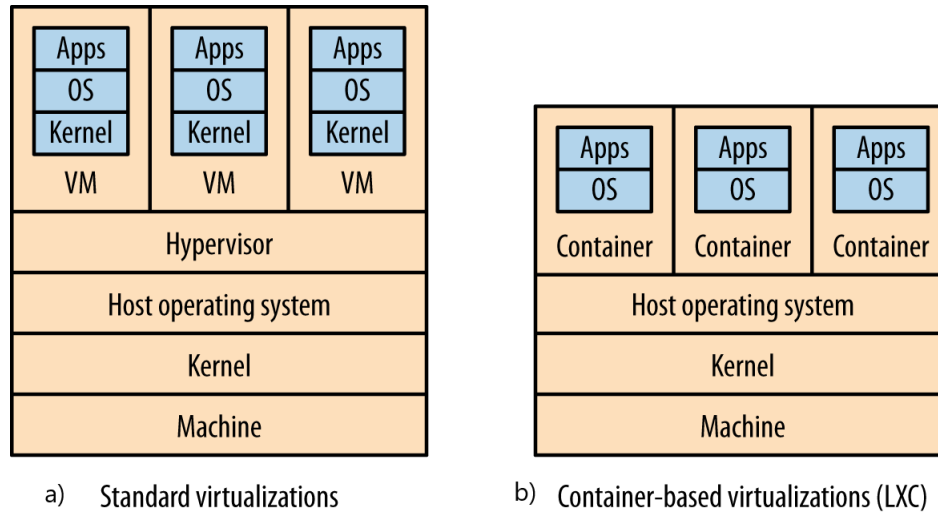 Apps Apps Apps
OS OS OS
Kernel Kernel Kernel
VM VM VM
Hypervisor
Host operating system
Kernel
Machine
a) Standard virtualizations
Apps Apps Apps
OS OS OS
Container Container Container
Host operating system
Kernel
Machine
b) Container-based virtualizations (LXC)